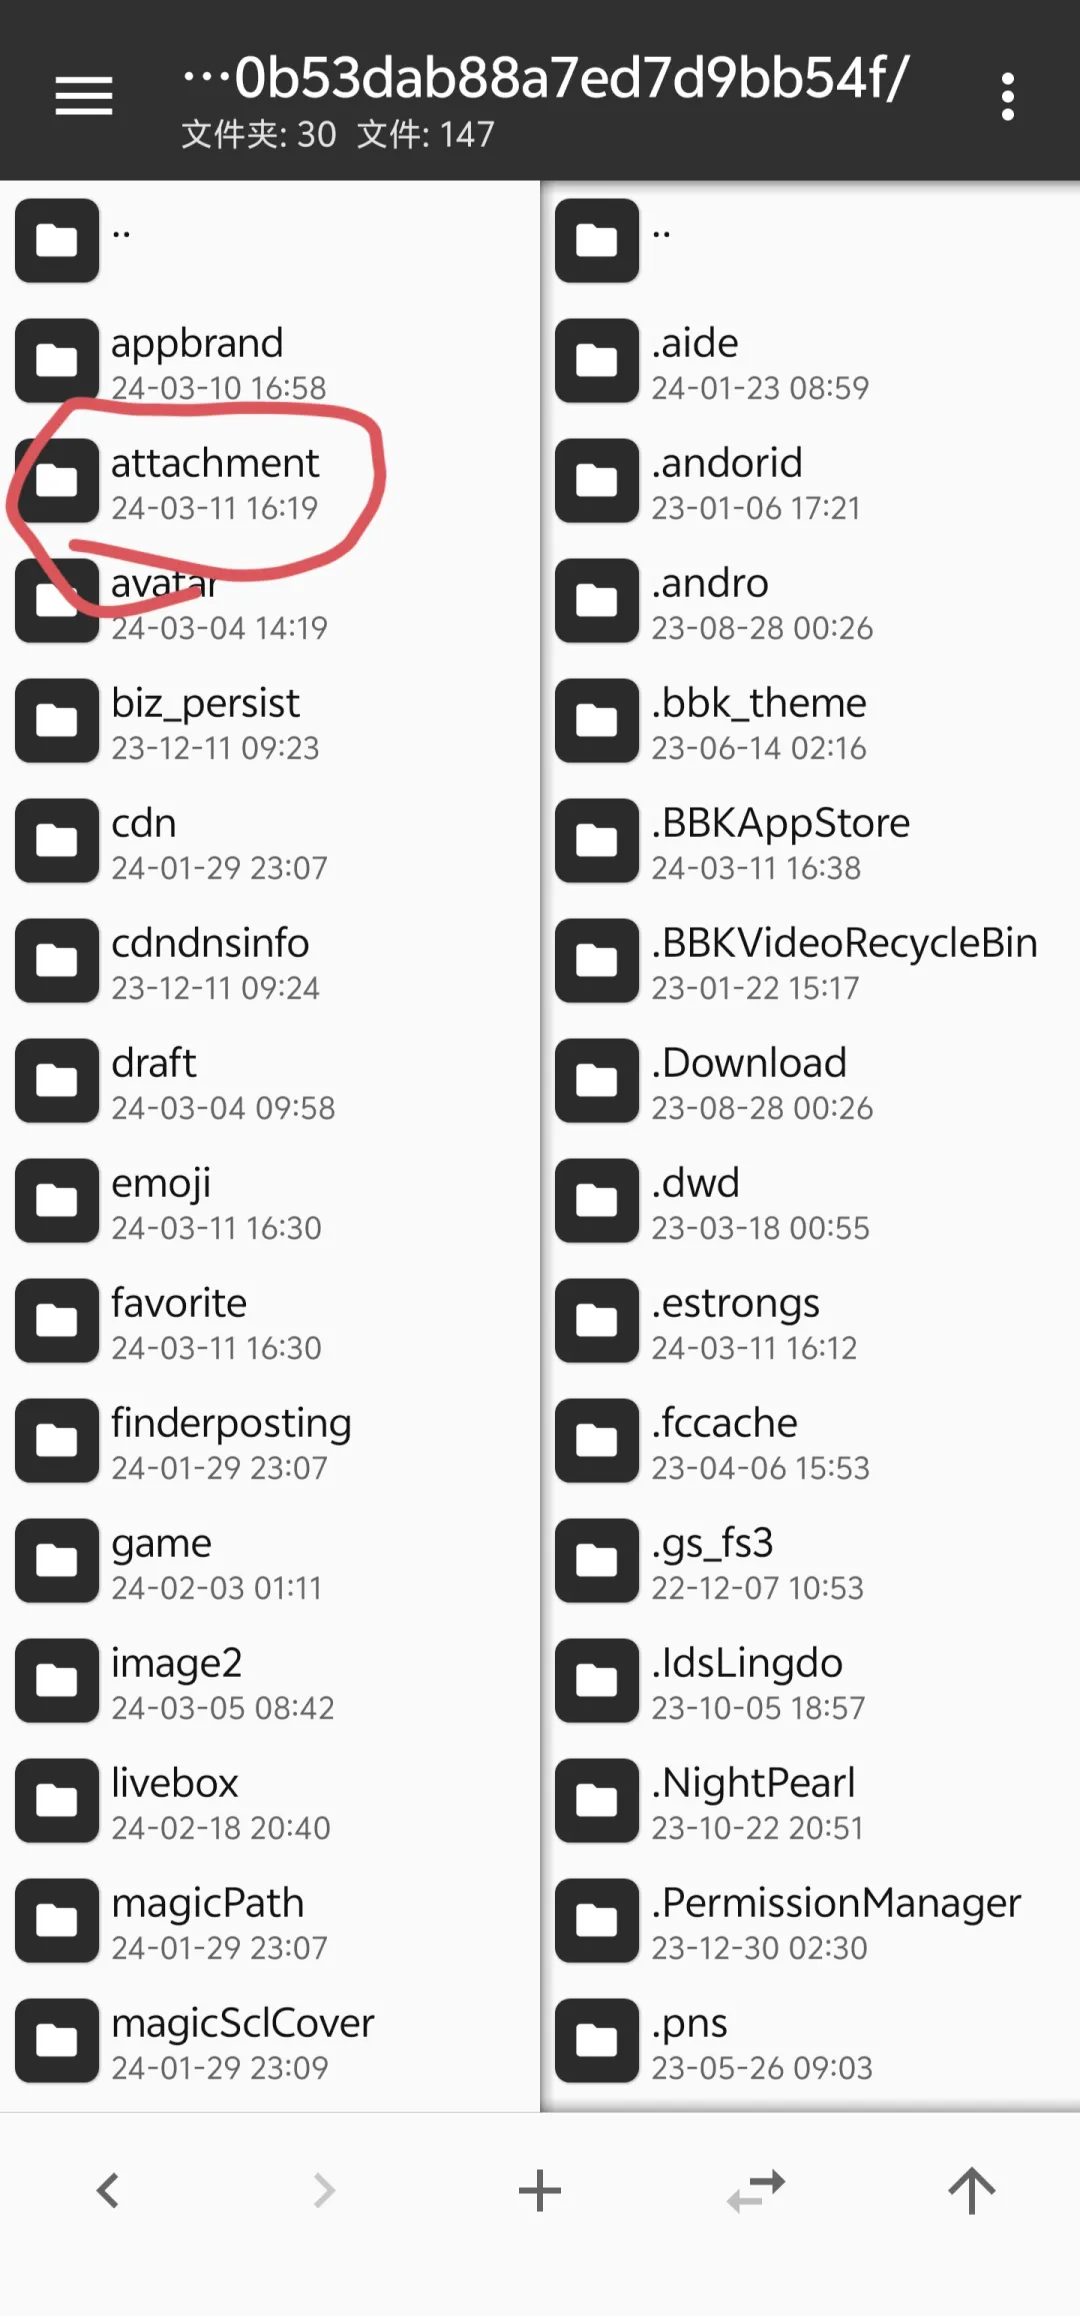 …0b53dab88a7ed7d9bb54f/
文件夹: 30 文件: 147
..
appbrand
24-03-10 16:58
attachment
24-03-11 16:19
avatar
24-03-04 14:19
biz_persist
23-12-11 09:23
cdn
24-01-29 23:07
cdndnsinfo
23-12-11 09:24
draft
24-03-04 09:58
emoji
24-03-11 16:30
favorite
24-03-11 16:30
finderposting
24-01-29 23:07
game
24-02-03 01:11
image2
24-03-05 08:42
livebox
24-02-18 20:40
magicPath
24-01-29 23:07
magicSclCover
24-01-29 23:09
..
.aide
24-01-23 08:59
.andorid
23-01-06 17:21
.andro
23-08-28 00:26
.bbk_theme
23-06-14 02:16
.BBKAppStore
24-03-11 16:38
.BBKVideoRecycleBin
23-01-22 15:17
.Download
23-08-28 00:26
.dwd
23-03-18 00:55
.estrongs
24-03-11 16:12
.fccache
23-04-06 15:53
.gs_fs3
22-12-07 10:53
.IdsLingdo
23-10-05 18:57
.NightPearl
23-10-22 20:51
.PermissionManager
23-12-30 02:30
.pns
23-05-26 09:03